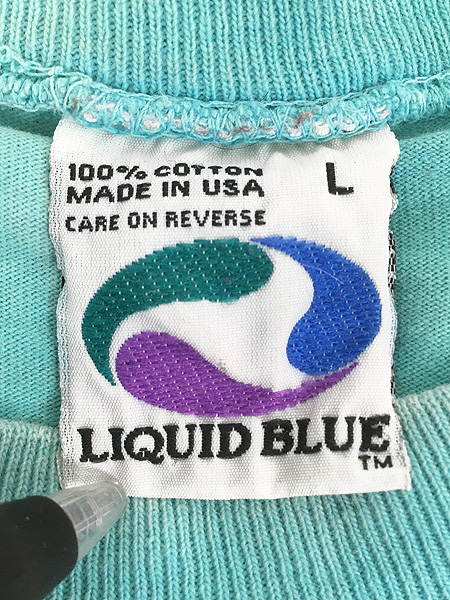 100% COTTON L
MADE IN USA
CARE ON REVERSE
LIQUID BLUE
TM